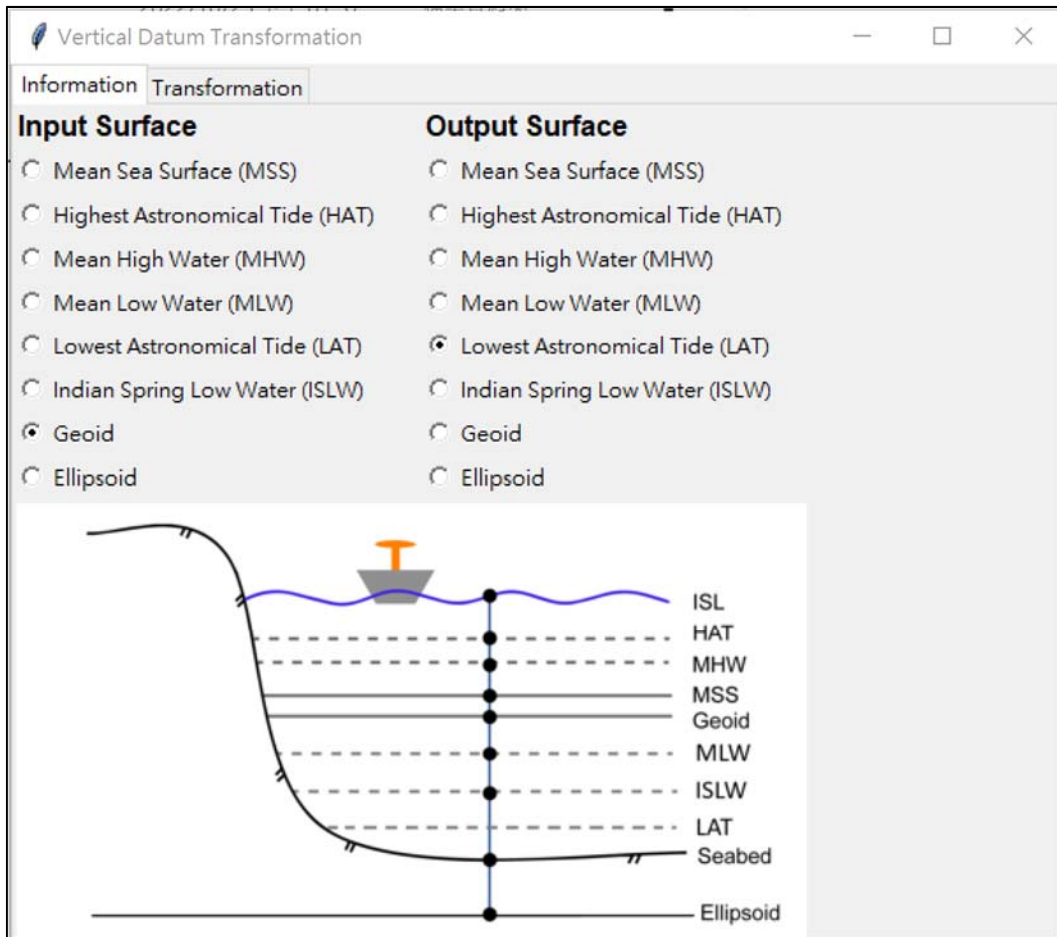 Vertical Datum Transformation
Information Transformation
Input Surface
Mean Sea Surface (MSS)
Highest Astronomical Tide (HAT)
Mean High Water (MHW)
Mean Low Water (MLW)
Lowest Astronomical Tide (LAT)
Indian Spring Low Water (ISLW)
Geoid
Ellipsoid
Output Surface
Mean Sea Surface (MSS)
Highest Astronomical Tide (HAT)
Mean High Water (MHW)
Mean Low Water (MLW)
Lowest Astronomical Tide (LAT)
Indian Spring Low Water (ISLW)
Geoid
Ellipsoid
ISL
HAT
MHW
MSS
Geoid
MLW
ISLW
LAT
Seabed
Ellipsoid